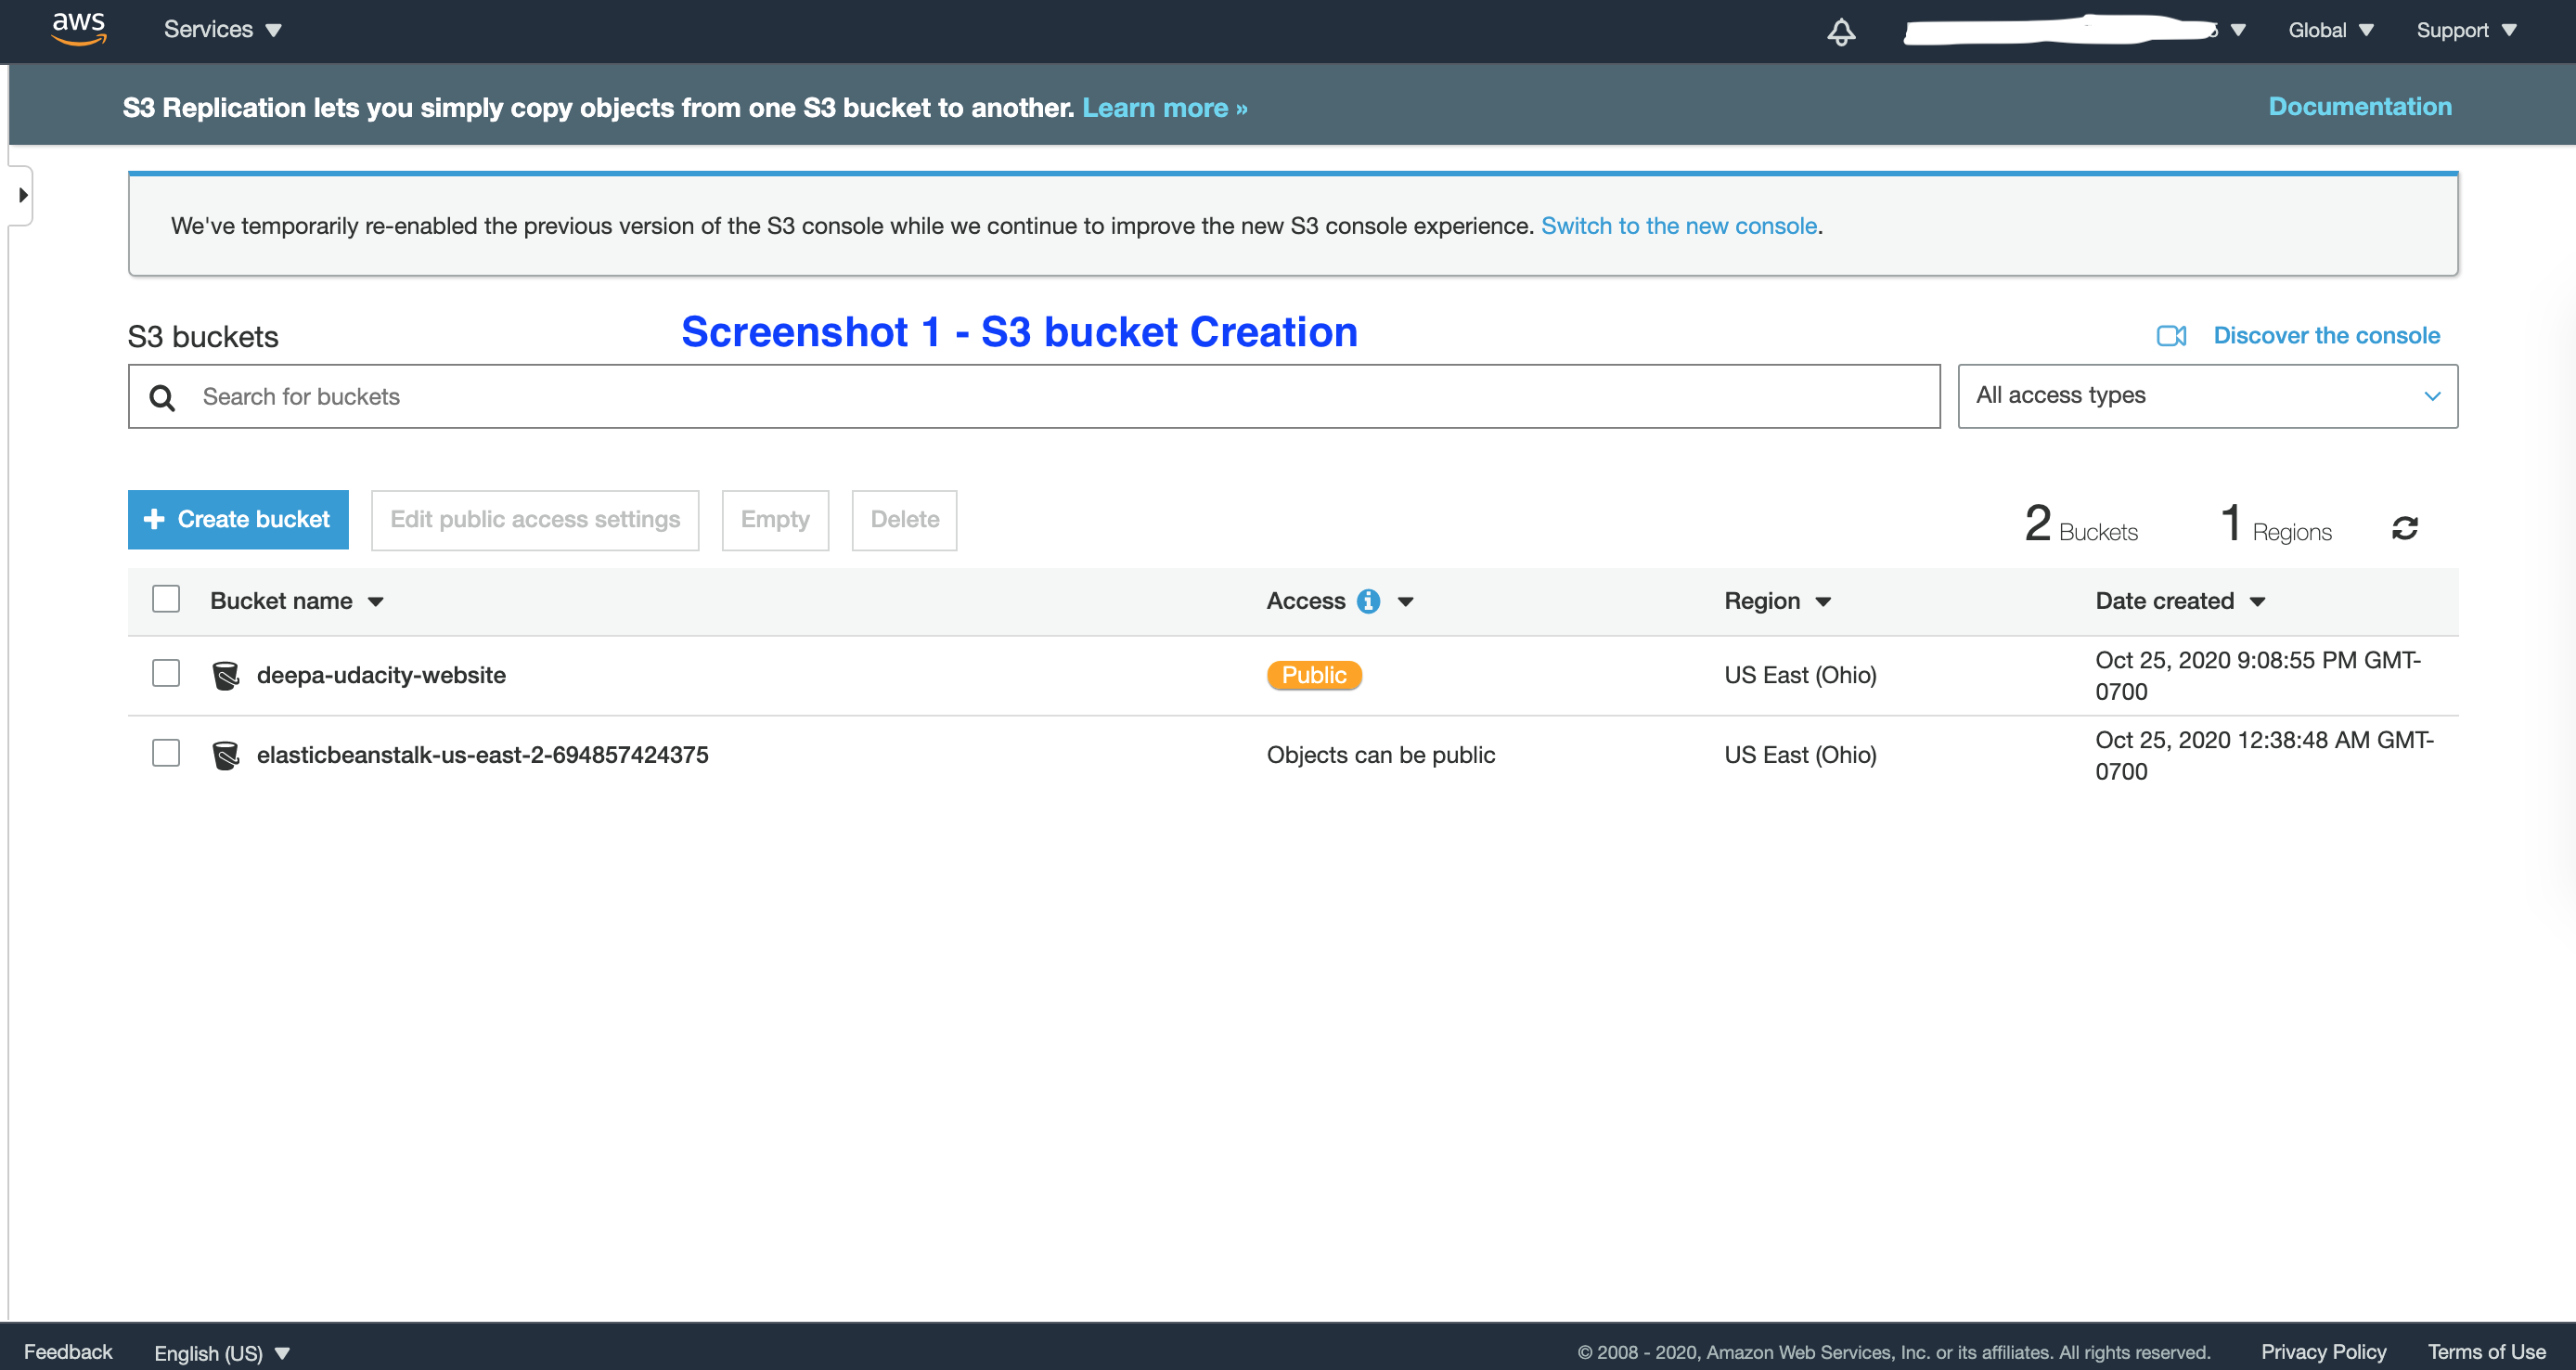 aws Services Global Support
S3 Replication lets you simply copy objects from one S3 bucket to another. Learn more » Documentation
We've temporarily re-enabled the previous version of the S3 console while we continue to improve the new S3 console experience. Switch to the new console.
S3 buckets Screenshot 1 - S3 bucket Creation Discover the console
Search for buckets All access types
Create bucket Edit public access settings Empty Delete 2 Buckets 1 Regions
Bucket name Access Region Date created
deepa-udacity-website Public US East (Ohio) Oct 25, 2020 9:08:55 PM GMT-
0700
elasticbeanstalk-us-east-2-694857424375 Objects can be public US East (Ohio) Oct 25, 2020 12:38:48 AM GMT-
0700
Feedback English (US) © 2008 - 2020, Amazon Web Services, Inc. or its affiliates. All rights reserved. Privacy Policy Terms of Use